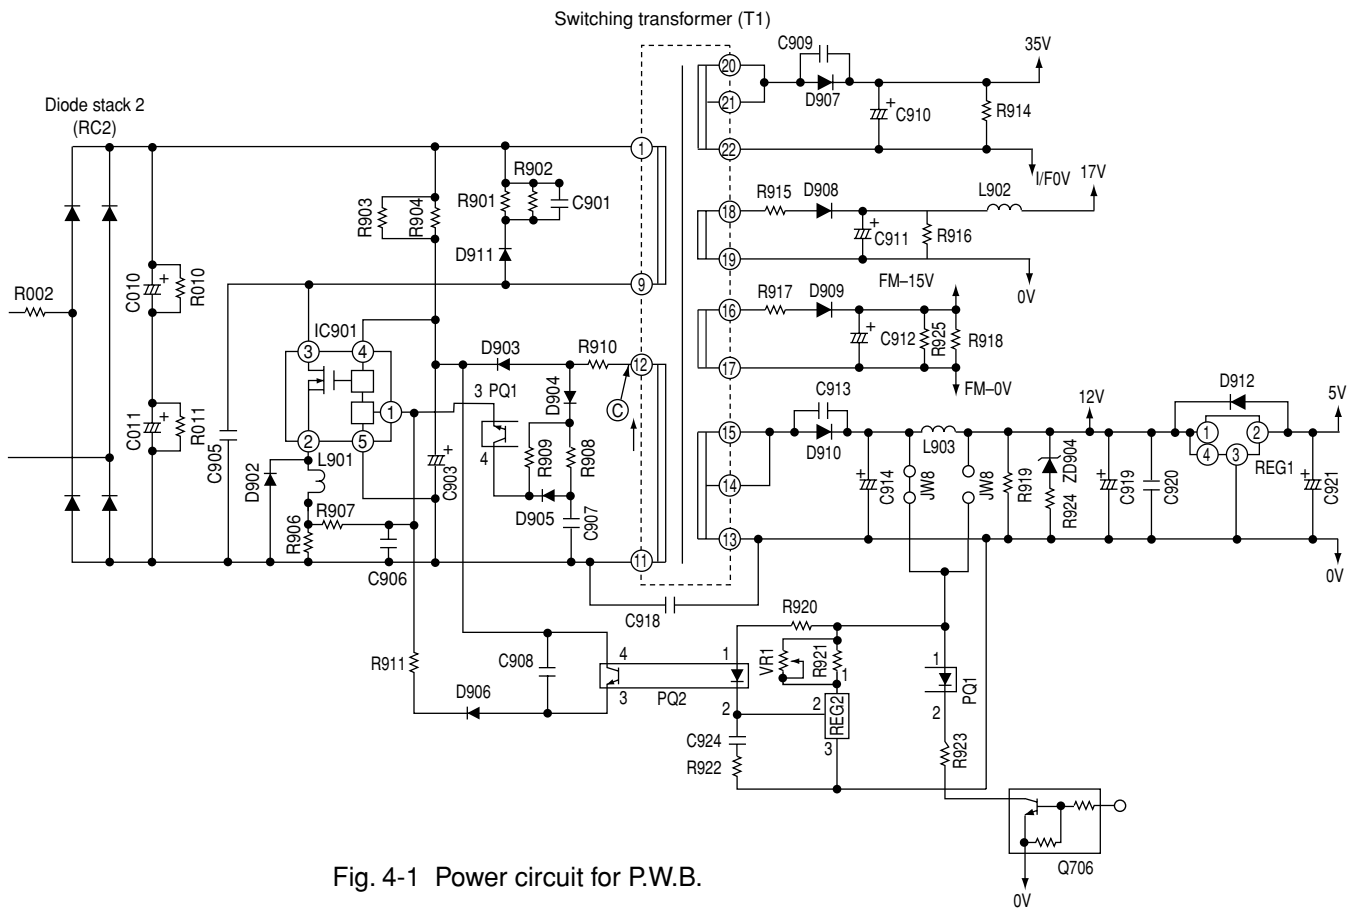 Switching transformer (T1)
C909
35V
20
D907
21
C910
R914
22
I/F0V
Diode stack 2
(RC2)
1
R902
R901
C901
R903
R904
D911
9
R915
D908
L902
17V
18
C911
R916
19
0V
FM–15V
R917
D909
16
C912
R925
R918
17
FM–0V
R002
C010
R010
C011
R011
C905
IC901
3
4
1
2
5
D902
L901
R907
R906
C906
C903
D903
R910
12
C
3 PQ1
4
D904
R909
R908
D905
C907
11
C918
C913
D912
12V
5V
15
D910
L903
1
2
4
3
REG1
14
C914
JW8
JW8
R919
ZD904
R924
C919
C920
C921
13
0V
R920
R911
C908
4
1
VR1
R921
1
1
PQ1
D906
3
PQ2
2
2
REG2
2
C924
3
R923
R922
Q706
0V
Fig. 4-1 Power circuit for P.W.B.